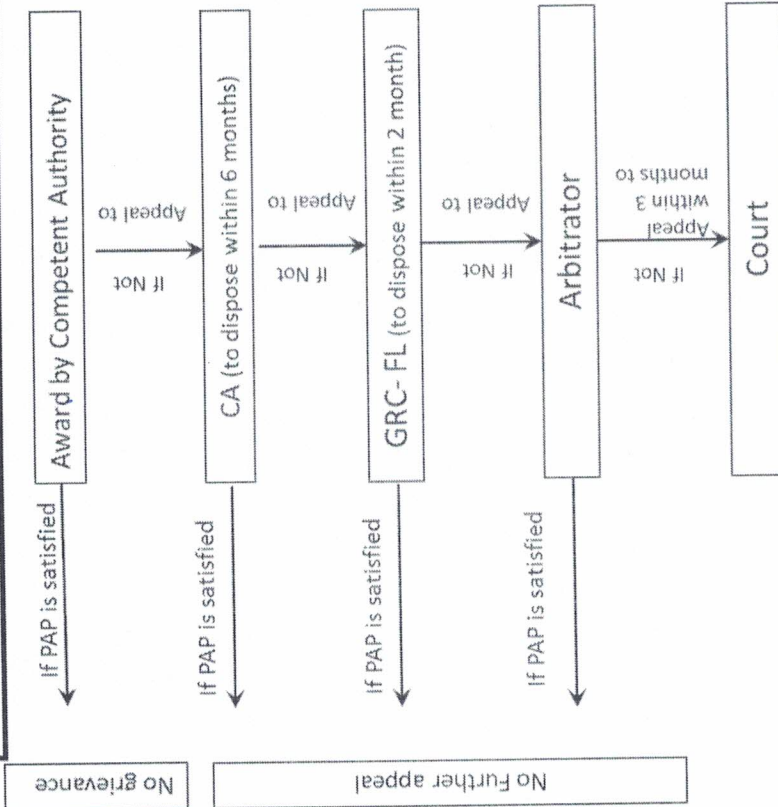 Award by Competent Authority
If PAP is satisfied
No grievance
If Not
Appeal to
CA (to dispose within 6 months)
If PAP is satisfied
If Not
Appeal to
GRC- FL (to dispose within 2 month)
If PAP is satisfied
If Not
Appeal to
Arbitrator
If PAP is satisfied
No Further appeal
If Not
Appeal
within 3
months to
Court